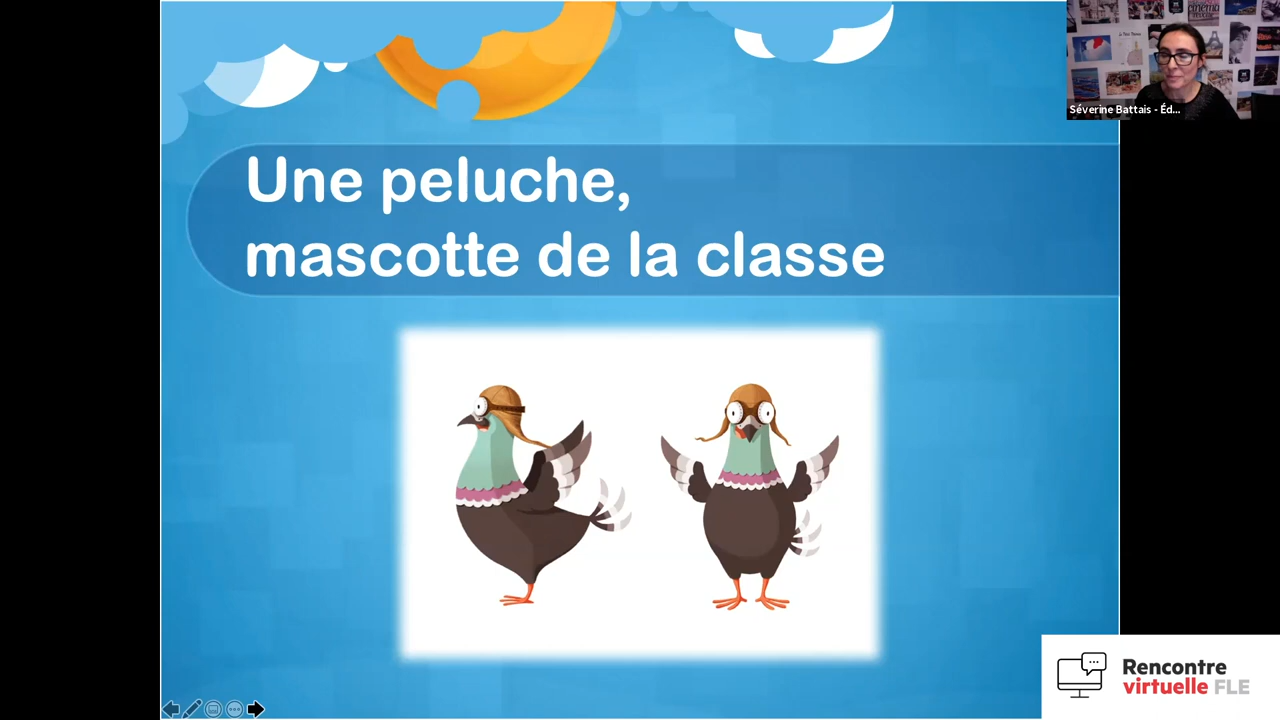 Une peluche,
mascotte de la classe
Séverine Battais - Éd...
Rencontre
virtuelle FLE